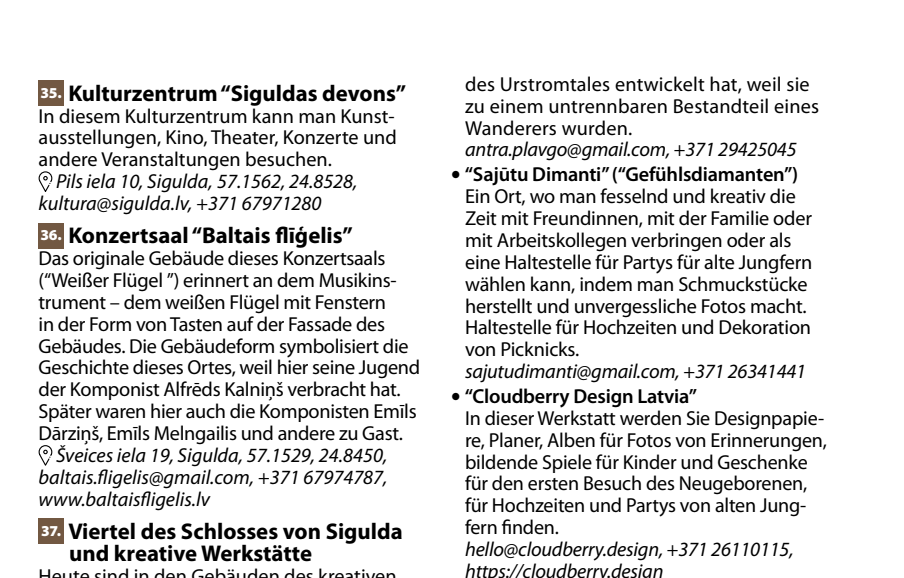 35. Kulturzentrum “Siguldas devons”
In diesem Kulturzentrum kann man Kunst-
ausstellungen, Kino, Theater, Konzerte und
andere Veranstaltungen besuchen.
Pils iela 10, Sigulda, 57.1562, 24.8528,
kultura@sigulda.lv, +371 67971280
36. Konzertsaal “Baltais flīģelis”
Das originale Gebäude dieses Konzertsaals
(“Weißer Flügel ”) erinnert an dem Musikins-
trument – dem weißen Flügel mit Fenstern
in der Form von Tasten auf der Fassade des
Gebäudes. Die Gebäudeform symbolisiert die
Geschichte dieses Ortes, weil hier seine Jugend
der Komponist Alfrēds Kalniņš verbracht hat.
Später waren hier auch die Komponisten Emīls
Dārziņš, Emīls Melngailis und andere zu Gast.
Šveices iela 19, Sigulda, 57.1529, 24.8450,
baltais.fligelis@gmail.com, +371 67974787,
www.baltaisfligelis.lv
37. Viertel des Schlosses von Sigulda
und kreative Werkstätte
Heute sind in den Gebäuden des kreativen
des Urstromtales entwickelt hat, weil sie
zu einem untrennbaren Bestandteil eines
Wanderers wurden.
antra.plavgo@gmail.com, +371 29425045
• “Sajūtu Dimanti” (“Gefühlsdiamanten”)
Ein Ort, wo man fesselnd und kreativ die
Zeit mit Freundinnen, mit der Familie oder
mit Arbeitskollegen verbringen oder als
eine Haltestelle für Partys für alte Jungfern
wählen kann, indem man Schmuckstücke
herstellt und unvergessliche Fotos macht.
Haltestelle für Hochzeiten und Dekoration
von Picknicks.
sajutudimanti@gmail.com, +371 26341441
• “Cloudberry Design Latvia”
In dieser Werkstatt werden Sie Designpapie-
re, Planer, Alben für Fotos von Erinnerungen,
bildende Spiele für Kinder und Geschenke
für den ersten Besuch des Neugeborenen,
für Hochzeiten und Partys von alten Jung-
fern finden.
hello@cloudberry.design, +371 26110115,
https://cloudberry.design